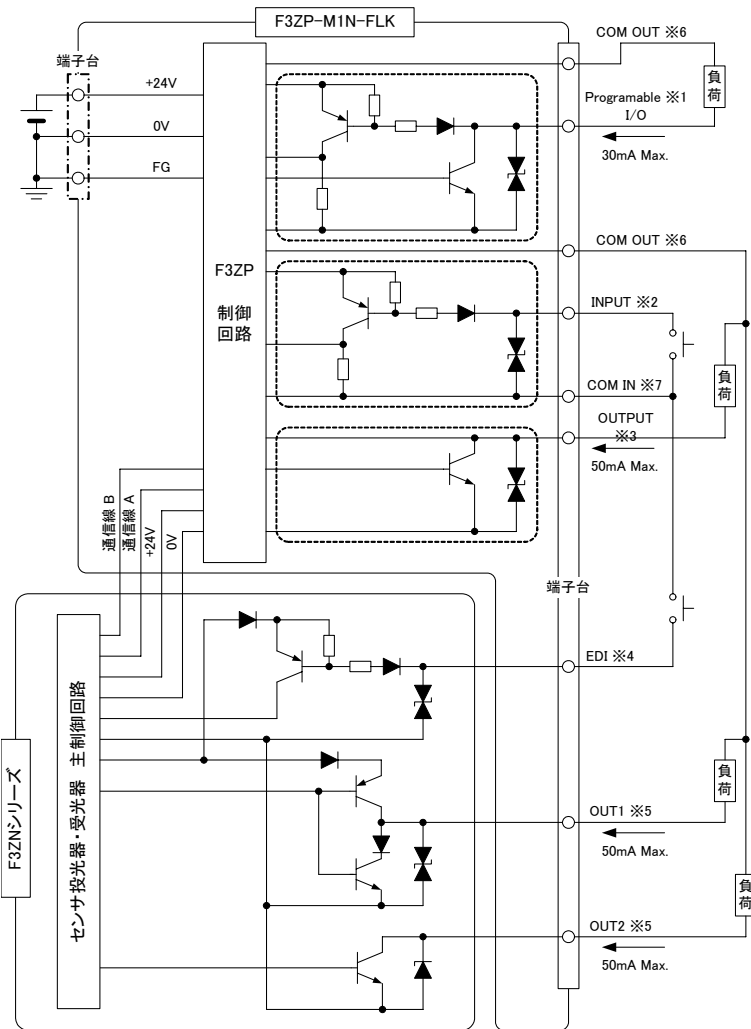 F3ZP-M1N-FLK
端子台
+24V
0V
FG
F3ZP
制御
回路
COM OUT ※6
負荷
Programable ※1
I/O
30mA Max.
COM OUT ※6
INPUT ※2
COM IN ※7
負荷
OUTPUT
※3
50mA Max.
通信線 B
通信線 A
+24V
0V
端子台
EDI ※4
F3ZNシリーズ
センサ投光器・受光器 主制御回路
負荷
OUT1 ※5
50mA Max.
負荷
OUT2 ※5
50mA Max.